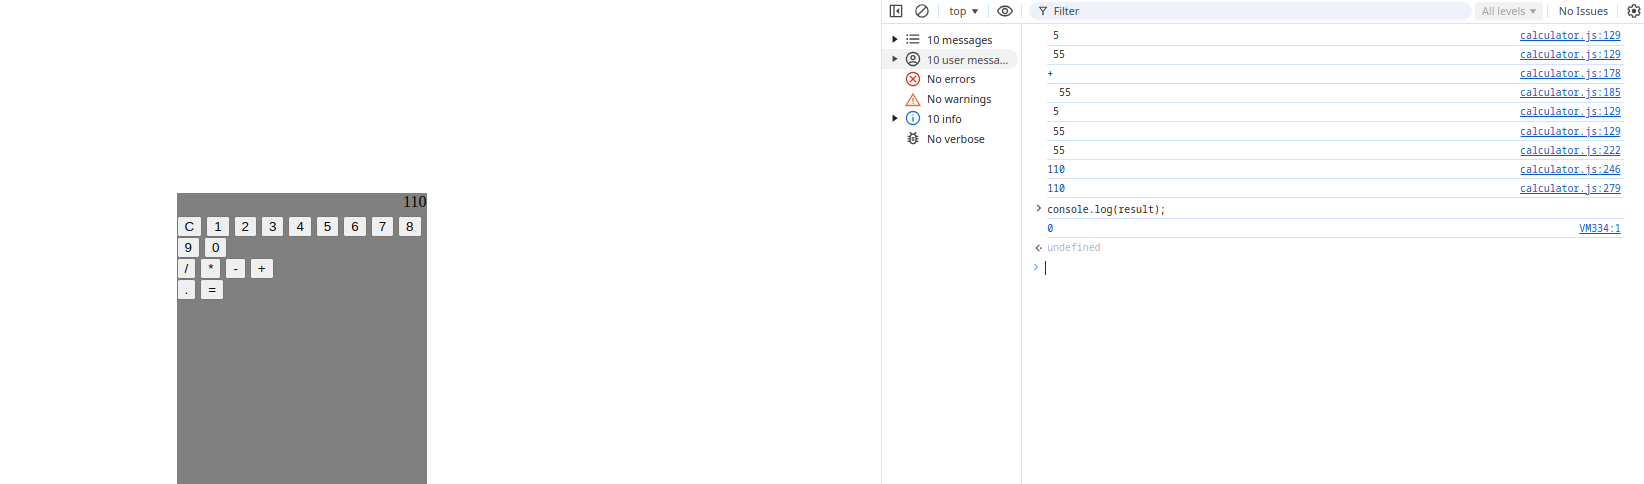 110
C 1 2 3 4 5 6 7 8
9 0
/ * - +
. =
top Filter All levels No Issues
10 messages
10 user messa...
No errors
No warnings
10 info
No verbose
5 calculator.js:129
55 calculator.js:129
+ calculator.js:178
55 calculator.js:185
5 calculator.js:129
55 calculator.js:129
55 calculator.js:222
110 calculator.js:246
110 calculator.js:279
> console.log(result);
0 VM334:1
undefined
>